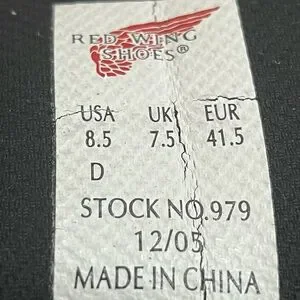 RED WING
SHOES®
USA UK EUR
8.5 7.5 41.5
D
STOCK NO.979
12/05
MADE IN CHINA